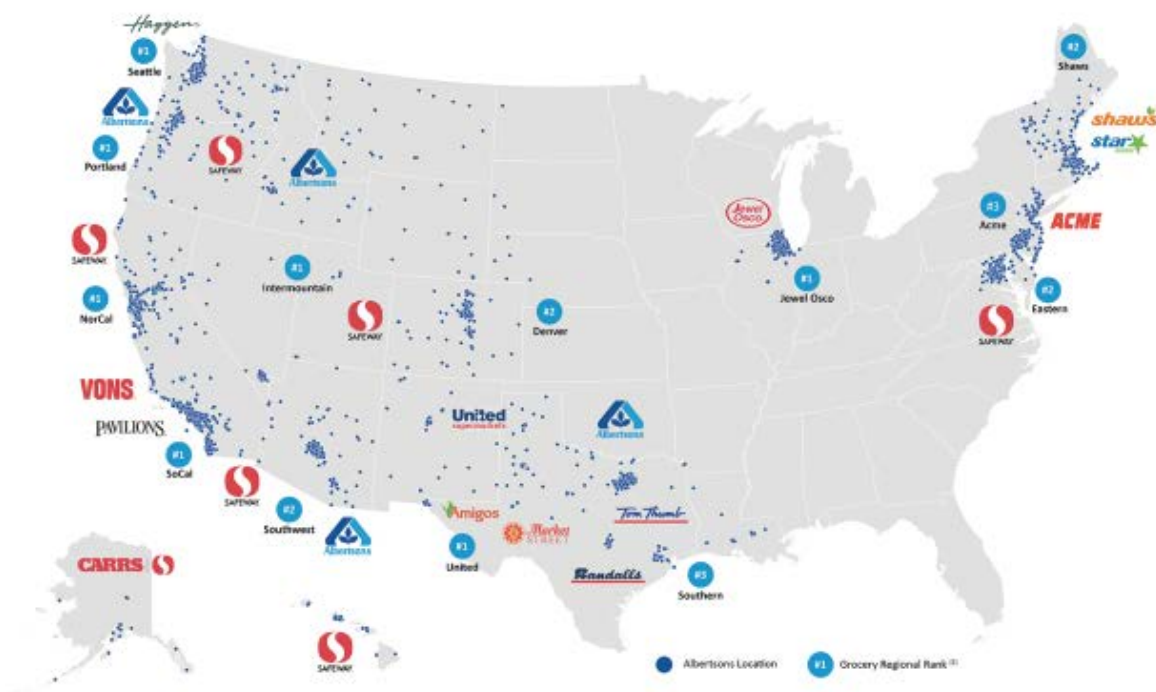 Haggen
#1
Seattle
Albertsons
#1
Portland
SAFEWAY
Albertsons
SAFEWAY
#1
NorCal
#1
Intermountain
SAFEWAY
#2
Denver
VONS
PAVILIONS
#1
SoCal
SAFEWAY
#2
Southwest
Albertsons
United
supermarkets
Albertsons
Amigos
Market
STREET
#1
United
Tom Thumb
Randalls
#3
Southern
Jewel
Osco
#1
Jewel Osco
#2
Shaws
shaw's
star
#3
Acme
ACME
#2
Eastern
SAFEWAY
CARRS
SAFEWAY
Albertsons Location
#1
Grocery Regional Rank